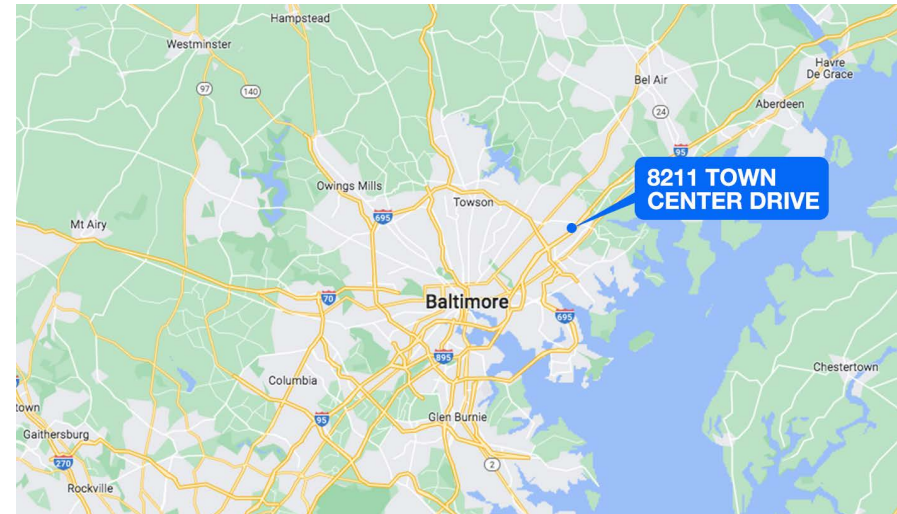 Hampstead
Westminster
Havre
De Grace
Bel Air
97
140
Aberdeen
24
95
8211 TOWN
CENTER DRIVE
Owings Mills
Towson
695
Mt Airy
70
Baltimore
695
895
Chestertown
Columbia
town
95
Glen Burnie
Gaithersburg
270
2
Rockville